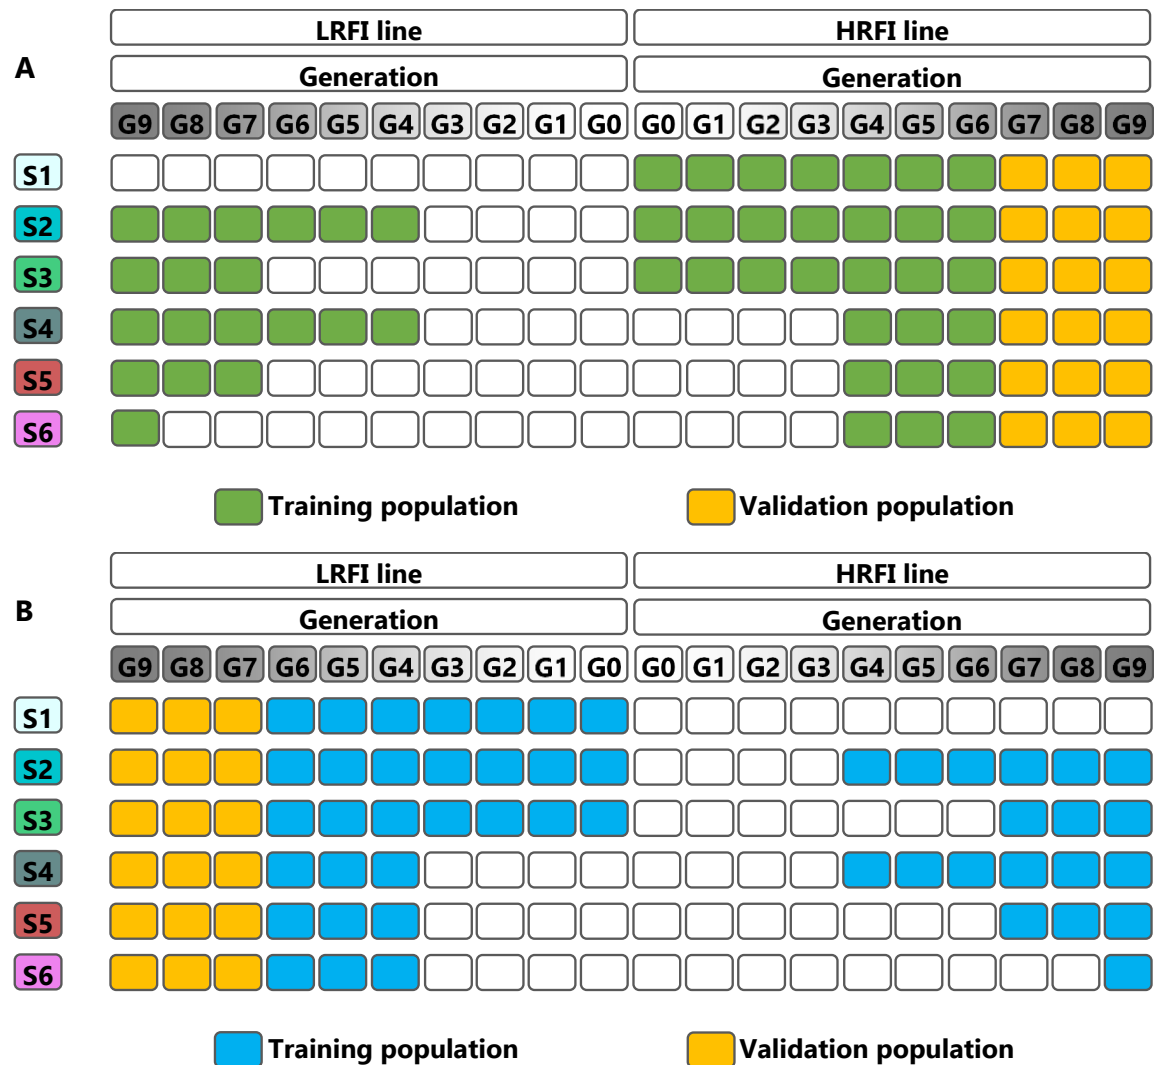 LRFI line HRFI line
A
Generation Generation
G9 G8 G7 G6 G5 G4 G3 G2 G1 G0 G0 G1 G2 G3 G4 G5 G6 G7 G8 G9
S1
S2
S3
S4
S5
S6
Training population Validation population
LRFI line HRFI line
B
Generation Generation
G9 G8 G7 G6 G5 G4 G3 G2 G1 G0 G0 G1 G2 G3 G4 G5 G6 G7 G8 G9
S1
S2
S3
S4
S5
S6
Training population Validation population